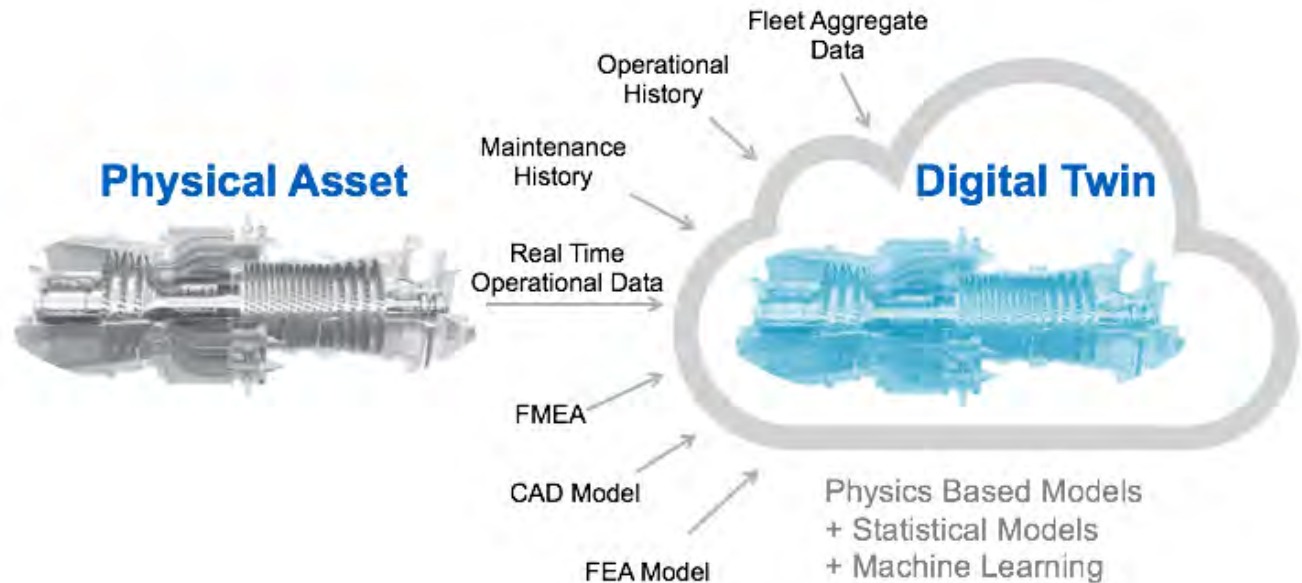 Fleet Aggregate
Data
Operational
History
Maintenance
History
Physical Asset
Digital Twin
Real Time
Operational Data
FMEA
CAD Model
FEA Model
Physics Based Models
+ Statistical Models
+ Machine Learning